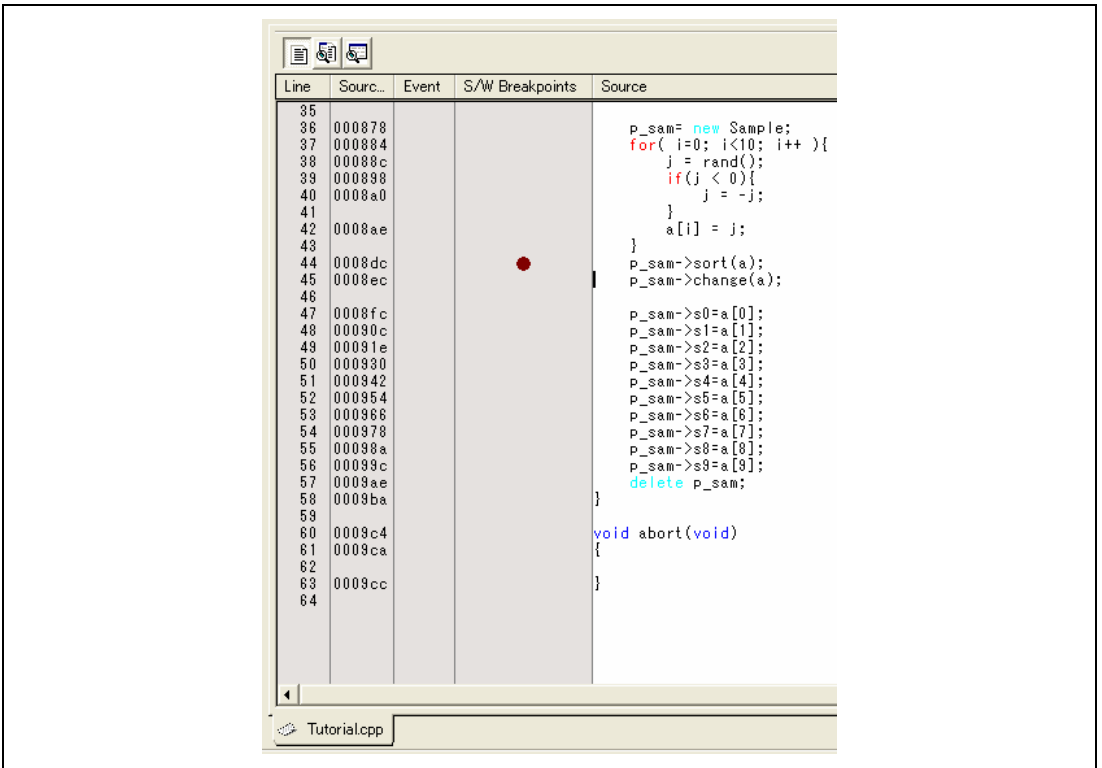 Line Sourc... Event S/W Breakpoints Source
35
36 000878 p_sam= new Sample;
37 000884 for( i=0; i<10; i++ ){
38 00088c j = rand();
39 000898 if(j < 0){
40 0008a0 j = -j;
41 }
42 0008ae a[i] = j;
43 }
44 0008dc p_sam->sort(a);
45 0008ec p_sam->change(a);
46
47 0008fc p_sam->s0=a[0];
48 00090c p_sam->s1=a[1];
49 00091e p_sam->s2=a[2];
50 000930 p_sam->s3=a[3];
51 000942 p_sam->s4=a[4];
52 000954 p_sam->s5=a[5];
53 000966 p_sam->s6=a[6];
54 000978 p_sam->s7=a[7];
55 00098a p_sam->s8=a[8];
56 00099c p_sam->s9=a[9];
57 0009ae delete p_sam;
58 0009ba }
59
60 0009c4 void abort(void)
61 0009ca {
62
63 0009cc }
64
Tutorial.cpp